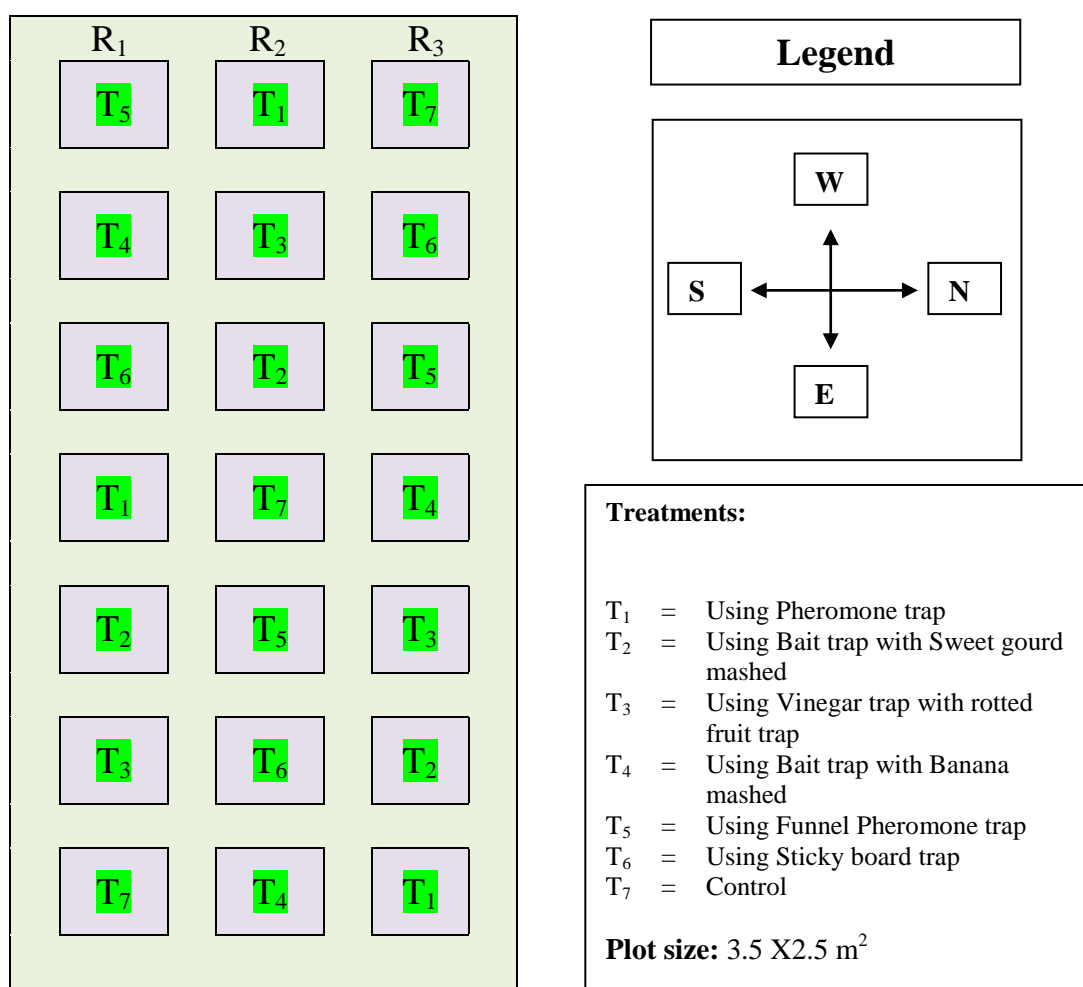 R₁ R₂ R₃
T₅ T₁ T₇
T₄ T₃ T₆
T₆ T₂ T₅
T₁ T₇ T₄
T₂ T₅ T₃
T₃ T₆ T₂
T₇ T₄ T₁
Legend
W
S N
E
Treatments:
T₁ = Using Pheromone trap
T₂ = Using Bait trap with Sweet gourd
mashed
T₃ = Using Vinegar trap with rotted
fruit trap
T₄ = Using Bait trap with Banana
mashed
T₅ = Using Funnel Pheromone trap
T₆ = Using Sticky board trap
T₇ = Control
Plot size: 3.5 X2.5 m²